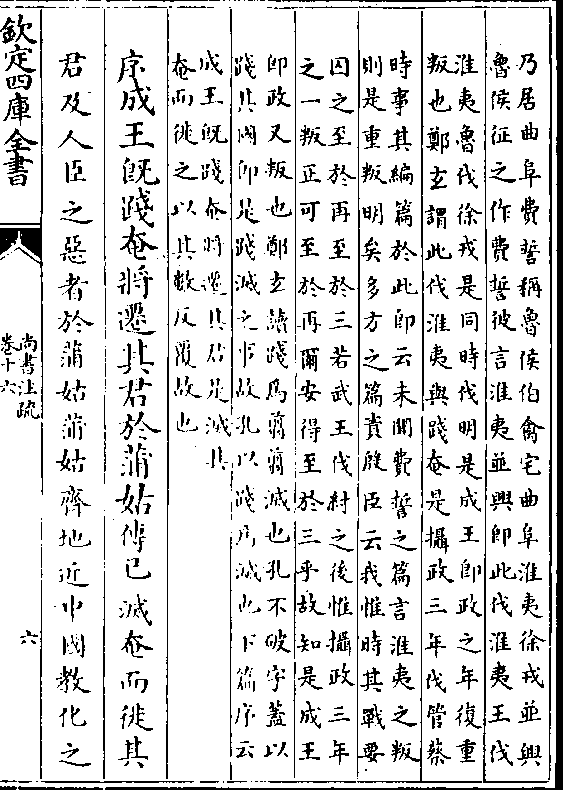 乃居曲阜費誓稱魯侯伯禽宅曲阜淮夷徐戎並興
魯侯征之作費誓彼言淮夷並興即此伐淮夷王伐
淮夷魯伐徐戎是同時伐明是成王即政之年復重
叛也鄭玄謂此伐淮夷與踐奄是攝政三年伐管蔡
時事其編篇於此即云未聞費誓之篇言淮夷之叛
則是重叛明矣多方之篇責殷臣云我惟時其戰要
囚之至於再至於三若武王伐紂之後惟攝政三年
之一叛正可至於再爾安得至於三乎故知是成王
即政又叛也鄭玄讀踐為翦翦滅也孔不破字蓋以
踐其國即是踐滅之事故孔以踐為滅也下篇序云
成王既踐奄將遷其君是滅其
奄而徙之以其數反覆故也
序成王既踐奄將遷其君於蒲姑傳已滅奄而徙其
君及人臣之惡者於蒲姑蒲姑齊地近中國教化之
欽定四庫全書
尚書注疏
卷十六
六